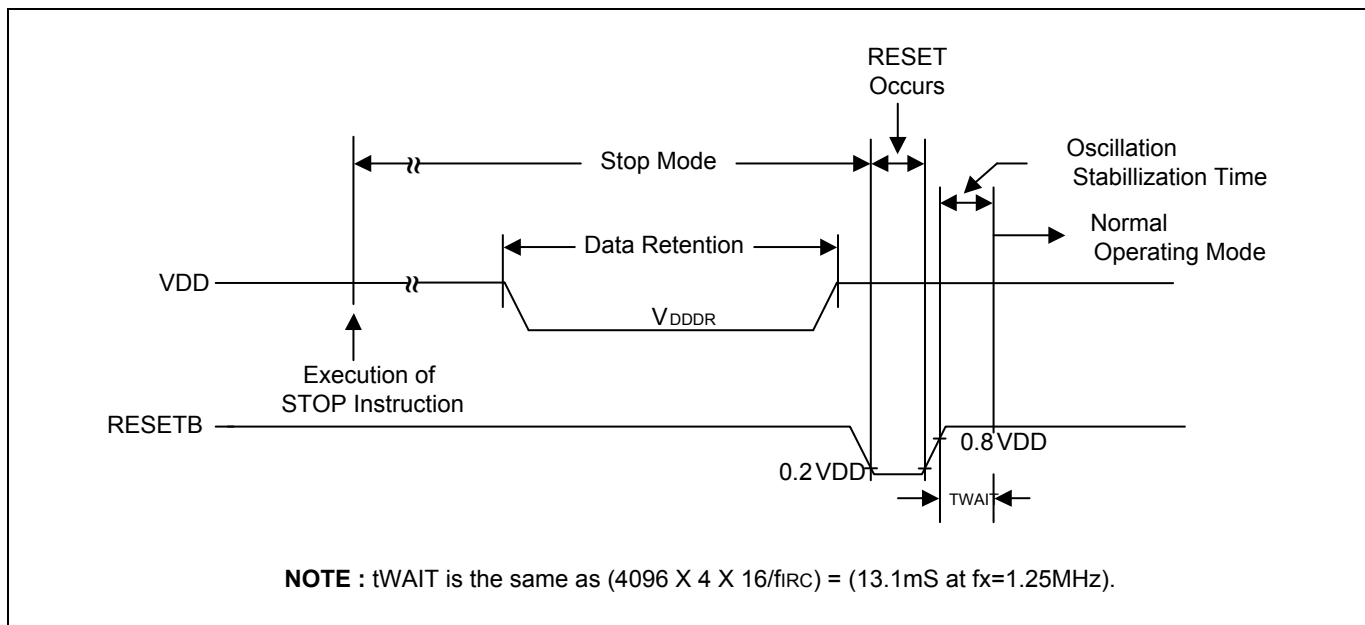 RESET
Occurs
Stop Mode
Oscillation
Stabillization Time
Data Retention
Normal
Operating Mode
VDD
VDDDR
Execution of
STOP Instruction
RESETB
0.8 VDD
0.2 VDD
TWAIT
NOTE : tWAIT is the same as (4096 X 4 X 16/fIRC) = (13.1mS at fx=1.25MHz).